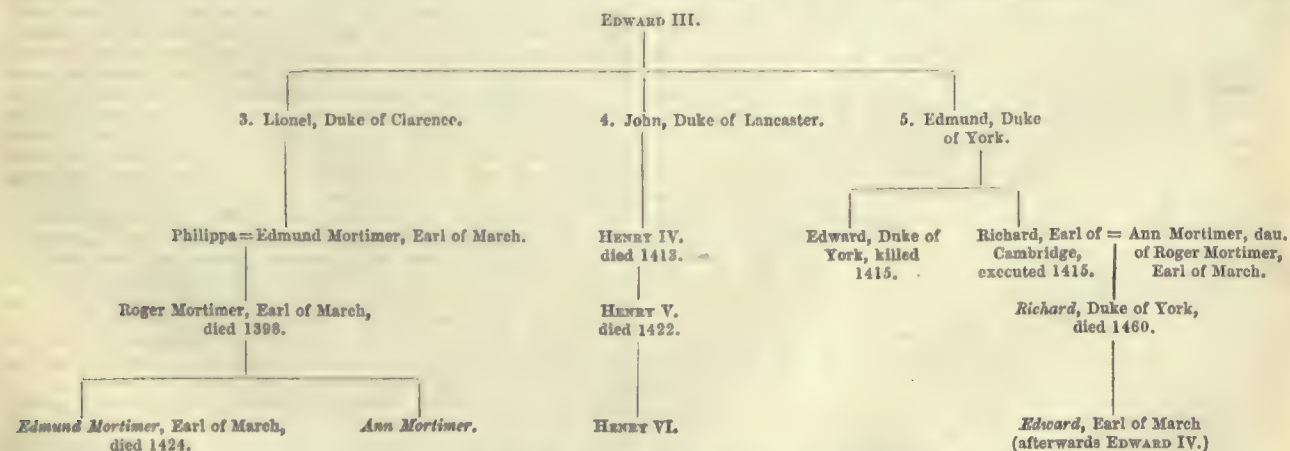 EDWARD III.
3. Lionel, Duke of Clarence.
4. John, Duke of Lancaster.
5. Edmund, Duke
of York.
Philippa=Edmund Mortimer, Earl of March.
HENRY IV.
died 1413.
Edward, Duke of
York, killed
1415.
Richard, Earl of
Cambridge,
executed 1415.
= Ann Mortimer, dau.
of Roger Mortimer,
Earl of March.
Roger Mortimer, Earl of March,
died 1398.
HENRY V.
died 1422.
Richard, Duke of York,
died 1460.
Edmund Mortimer, Earl of March,
died 1424.
Ann Mortimer.
HENRY VI.
Edward, Earl of March
(afterwards EDWARD IV.)